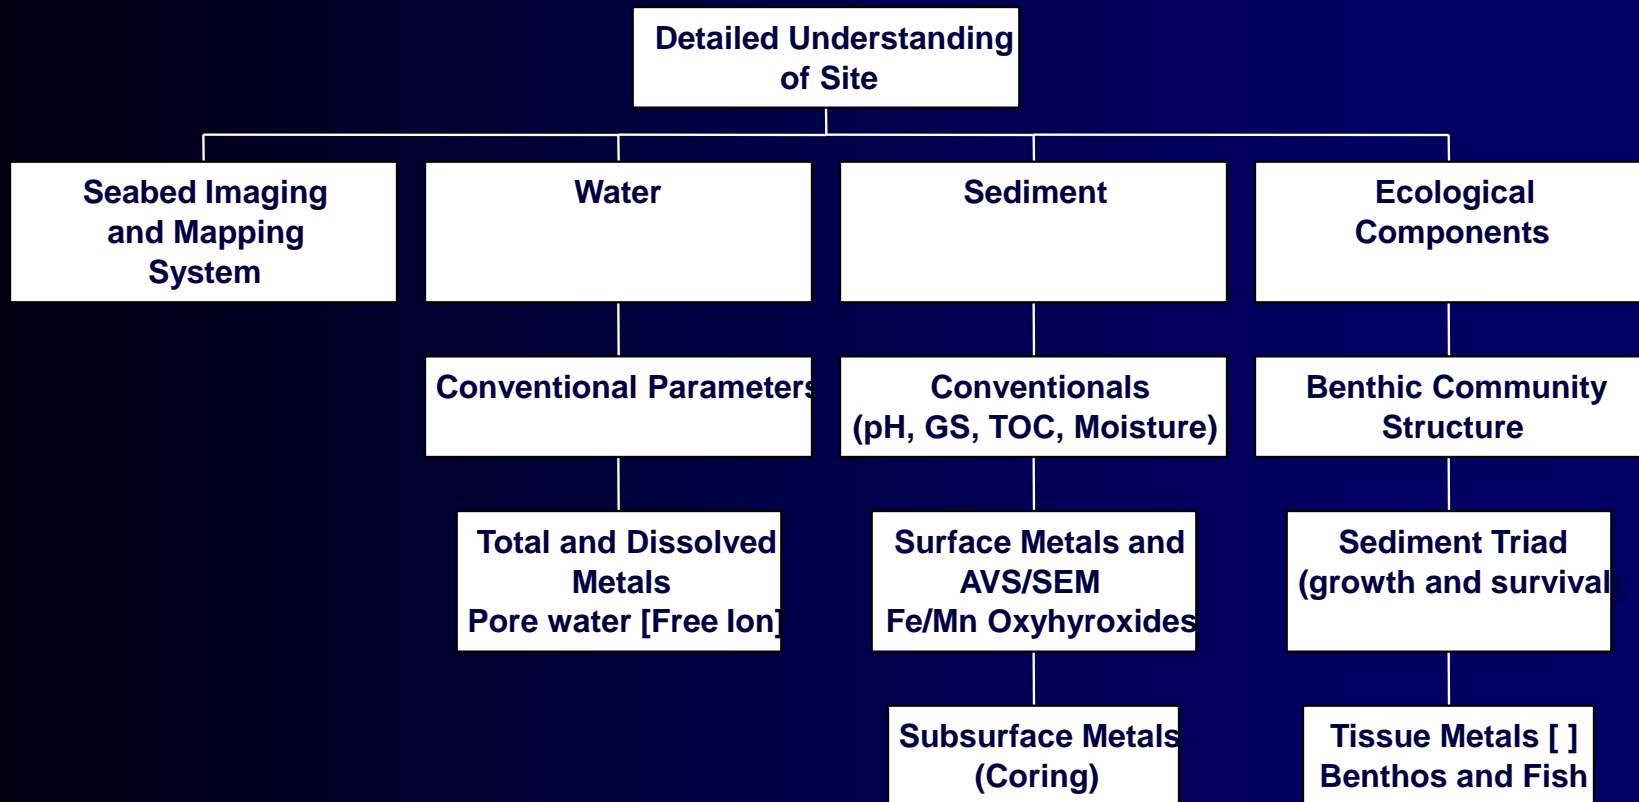 Detailed Understanding
of Site
Seabed Imaging
and Mapping
System
Water
Sediment
Ecological
Components
Conventional Parameters
Conventionals
(pH, GS, TOC, Moisture)
Benthic Community
Structure
Total and Dissolved
Metals
Pore water [Free Ion]
Surface Metals and
AVS/SEM
Fe/Mn Oxyhyroxides
Sediment Triad
(growth and survival)
Subsurface Metals
(Coring)
Tissue Metals [ ]
Benthos and Fish